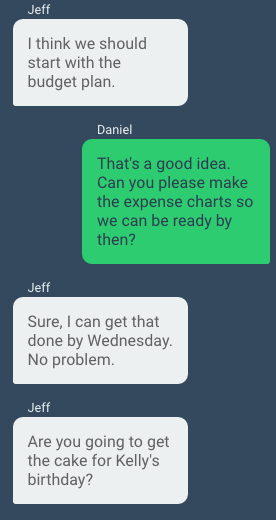 Jeff
I think we should
start with the
budget plan.
Daniel
That's a good idea.
Can you please make
the expense charts so
we can be ready by
then?
Jeff
Sure, I can get that
done by Wednesday.
No problem.
Jeff
Are you going to get
the cake for Kelly's
birthday?